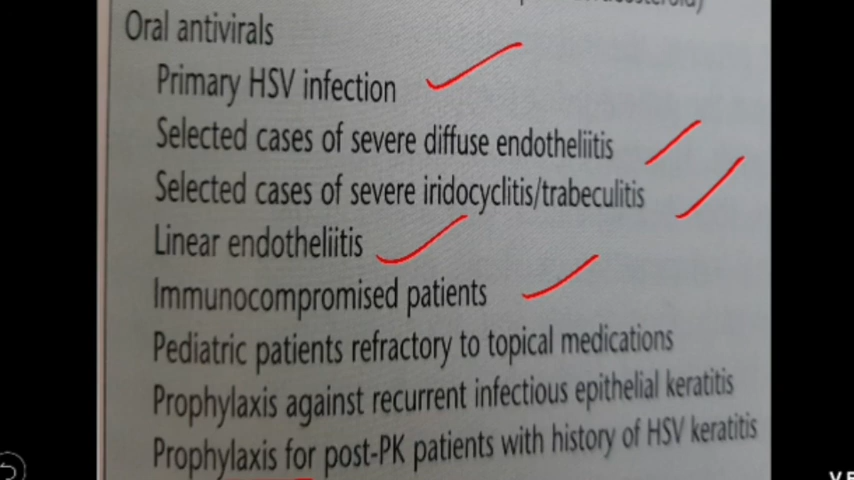 Oral antivirals
Primary HSV infection
Selected cases of severe diffuse endotheliitis
Selected cases of severe iridocyclitis/trabeculitis
Linear endotheliitis
Immunocompromised patients
Pediatric patients refractory to topical medications
Prophylaxis against recurrent infectious epithelial keratitis
Prophylaxis for post-PK patients with history of HSV keratitis